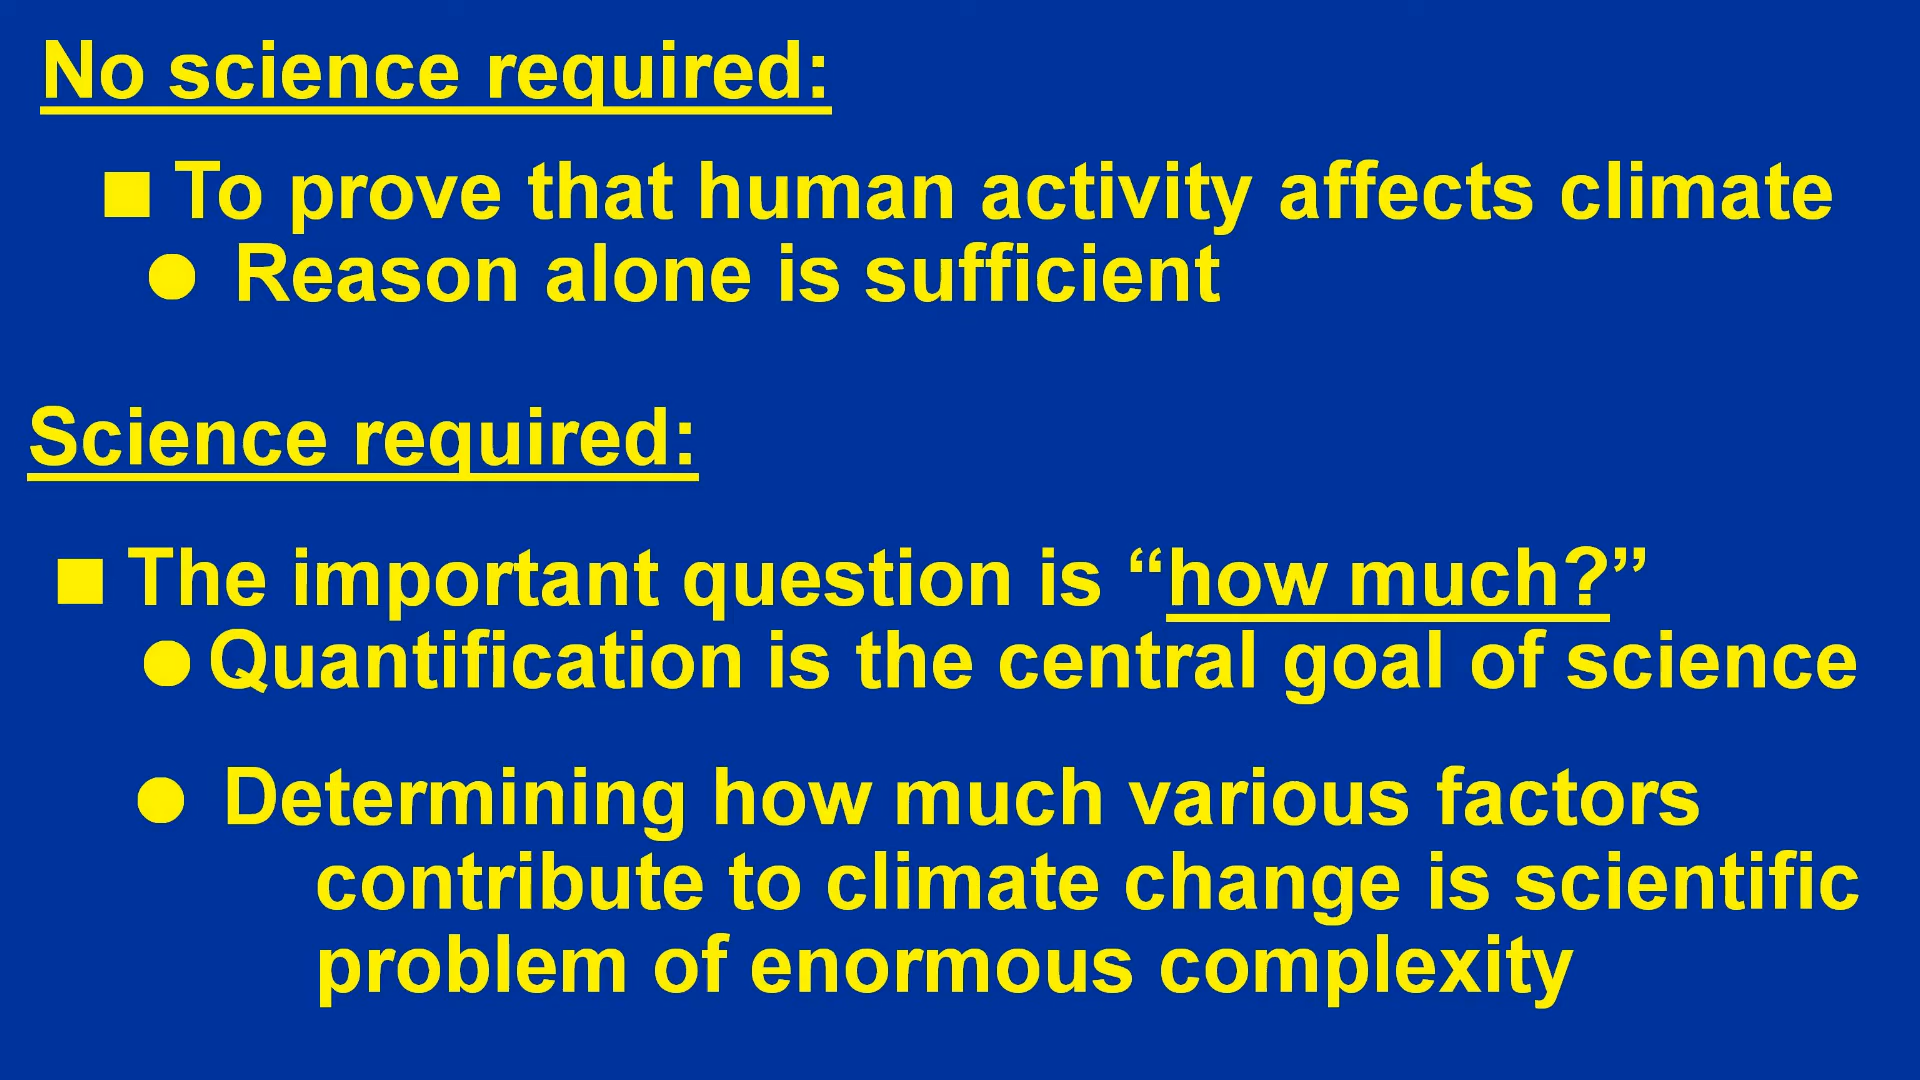 No science required:
■ To prove that human activity affects climate
● Reason alone is sufficient
Science required:
■ The important question is “how much?”
● Quantification is the central goal of science
● Determining how much various factors
contribute to climate change is scientific
problem of enormous complexity